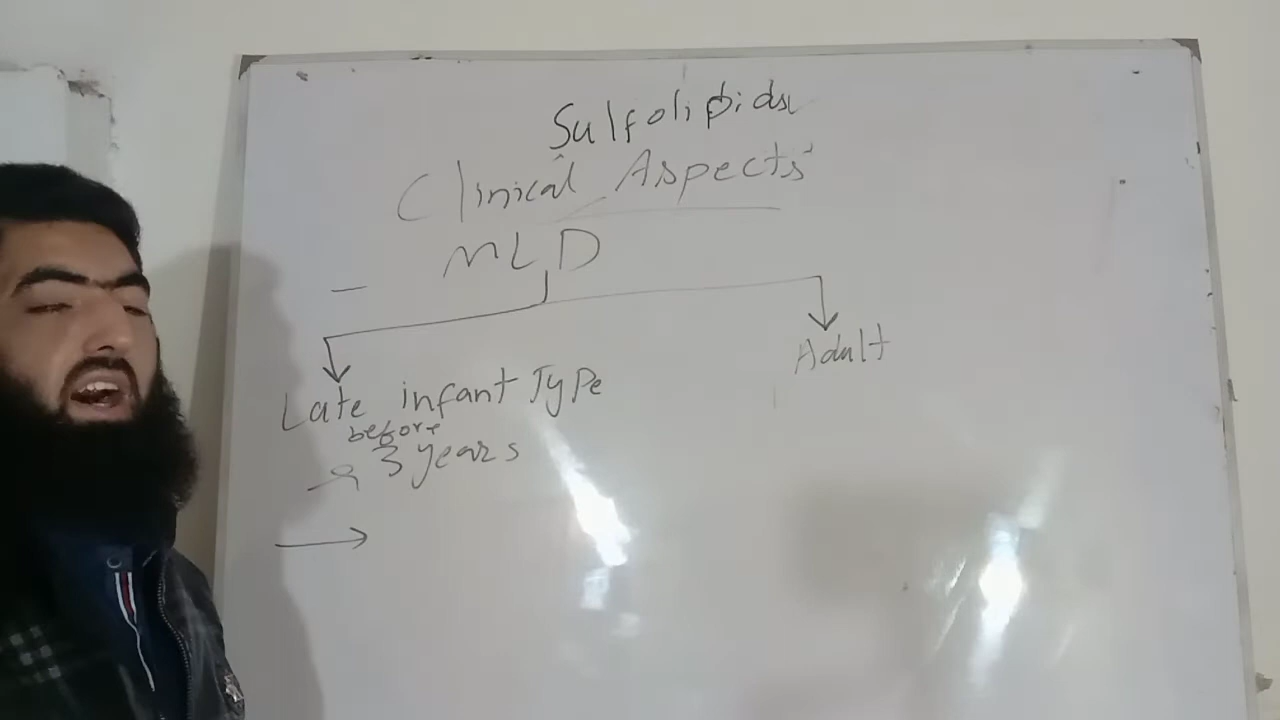 Sulfolipids
Clinical Aspects
MLD
Late infant Type
before
3 years
Adult